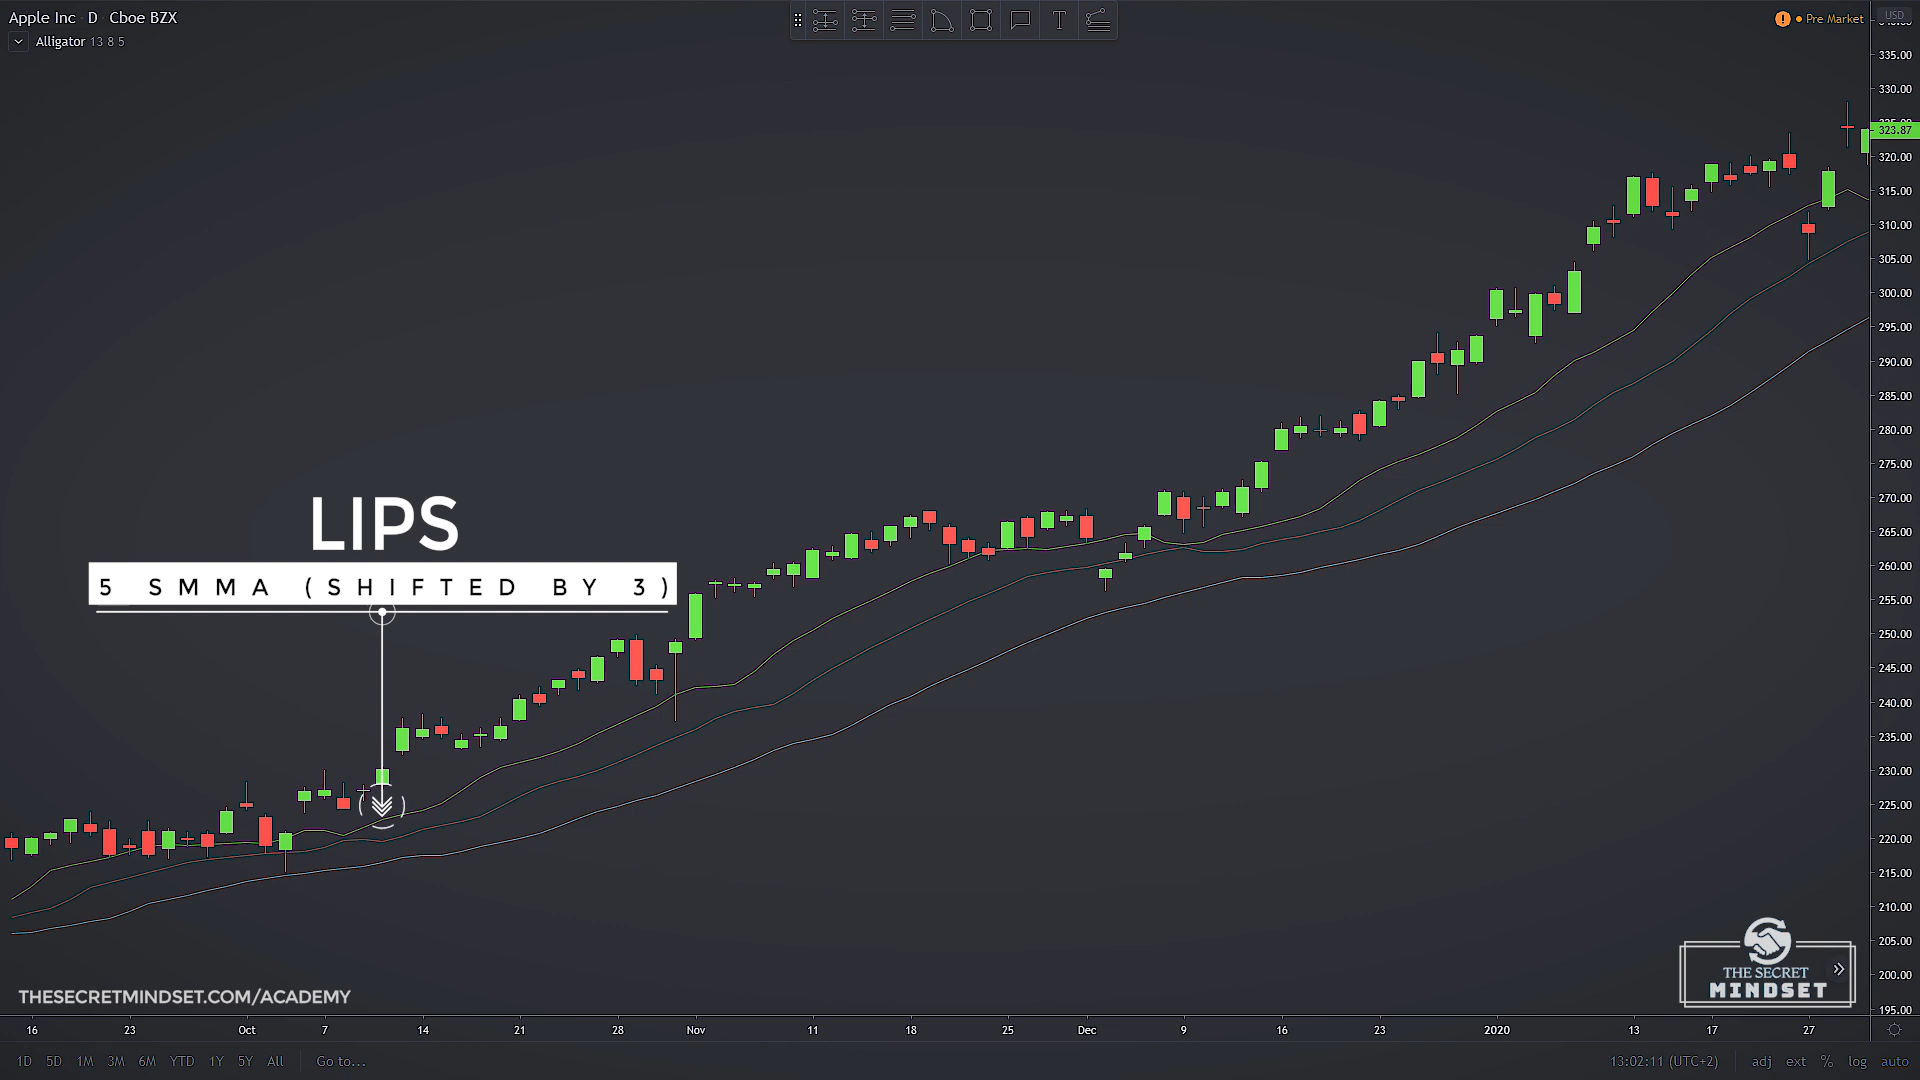 Apple Inc D Cboe BZX
Alligator 13 8 5
Pre Market
USD
335.00
330.00
323.87
320.00
315.00
310.00
305.00
300.00
295.00
290.00
285.00
280.00
275.00
270.00
265.00
260.00
255.00
250.00
245.00
240.00
235.00
230.00
225.00
220.00
215.00
210.00
205.00
200.00
195.00
LIPS
5 SMMA (SHIFTED BY 3)
THE SECRET
MINDSET
THESECRETMINDSET.COM/ACADEMY
16 23 Oct 7 14 21 28 Nov 11 18 25 Dec 9 16 23 2020 13 17 27
1D 5D 1M 3M 6M YTD 1Y 5Y All Go to... 13:02:11 (UTC+2) adj ext % log auto